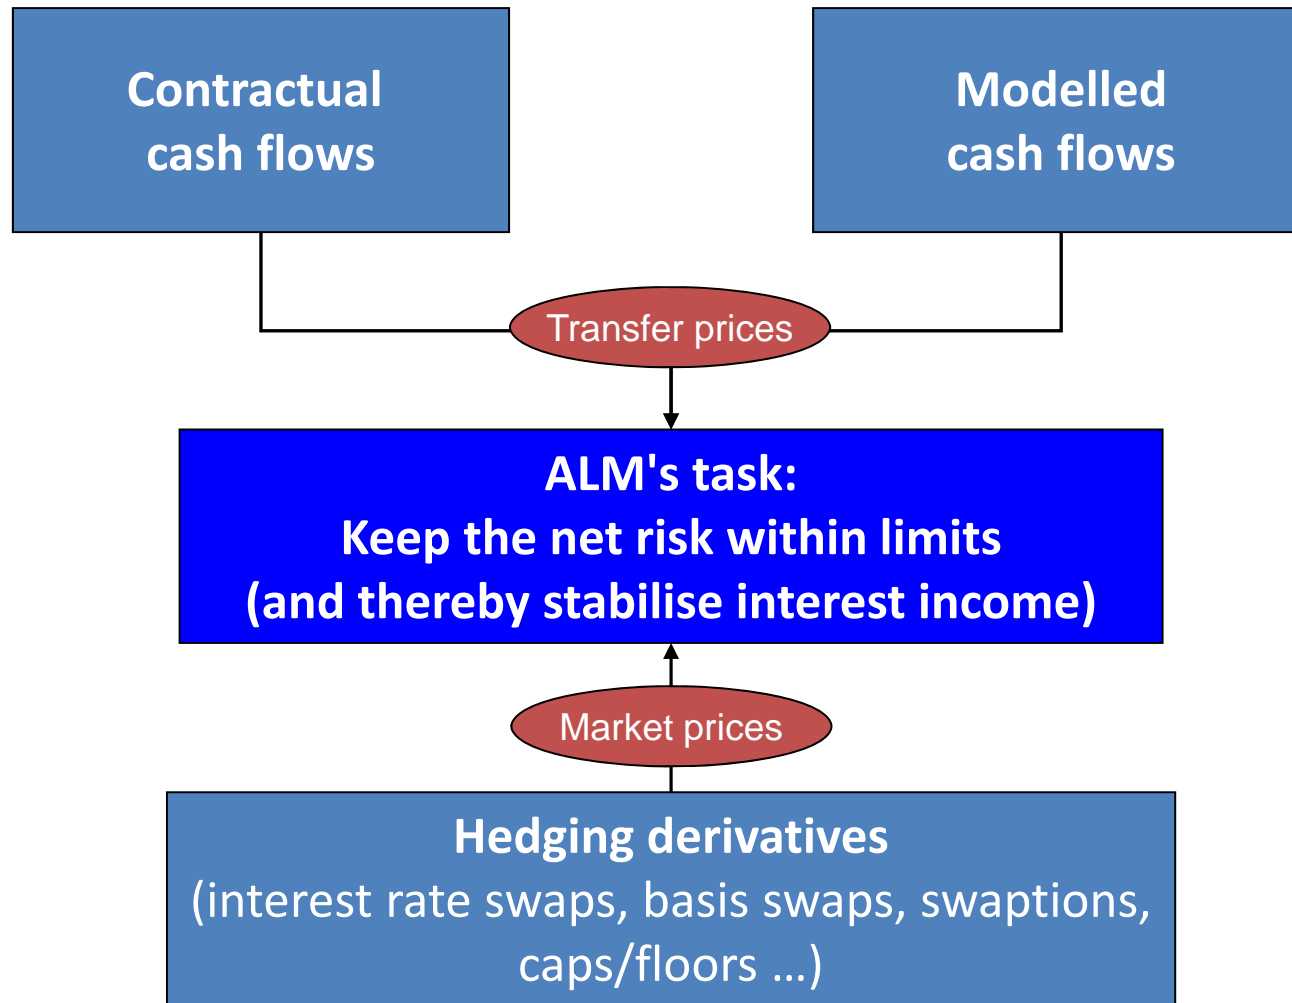 Contractual
cash flows
Modelled
cash flows
Transfer prices
ALM's task:
Keep the net risk within limits
(and thereby stabilise interest income)
Market prices
Hedging derivatives
(interest rate swaps, basis swaps, swaptions,
caps/floors ...)